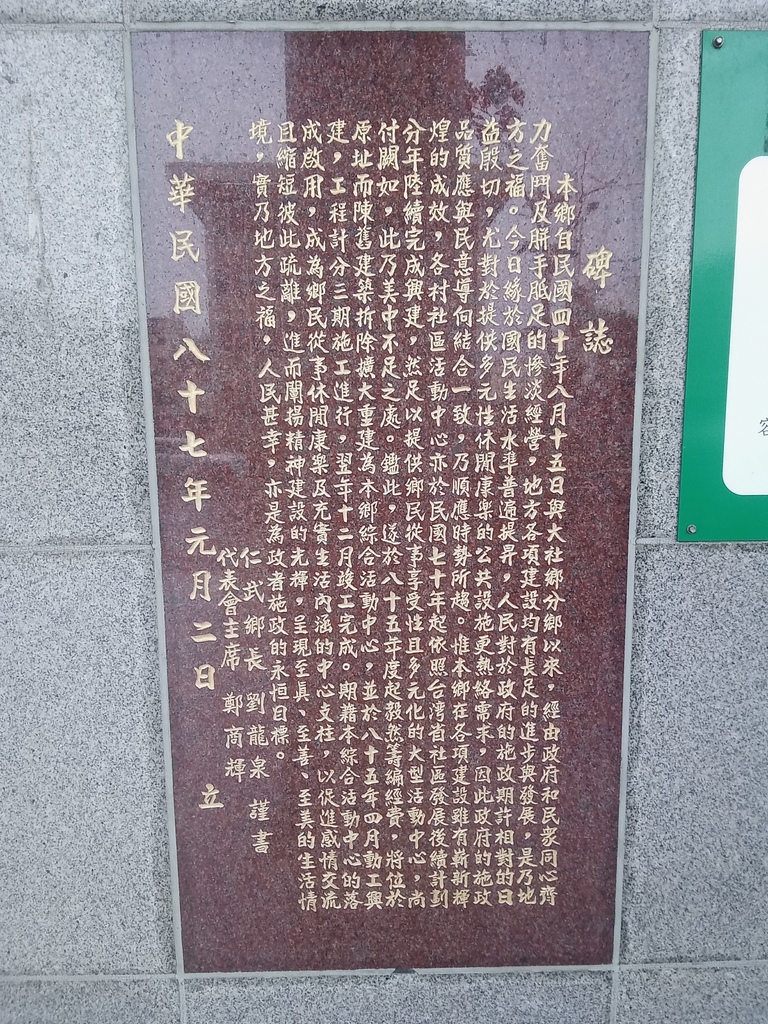 碑誌
本鄉自民國四十年八月十五日與大社鄉分鄉以來，經由政府和民衆同心齊
力奮鬥及胼手胝足的慘淡經營，地方各項建設均有長足的進步與發展，是乃地
方之福。今日緣於國民生活水準普遍提昇，人民對於政府的施政期許相對的日
益殷切，尤對於提供多元性休閒康樂的公共設施更熱絡需求，因此政府的施政
品質應與民意導向結合一致，乃順應時勢所趨。惟本鄉在各項建設雖有嶄新輝
煌的成效，各村社區活動中心亦於民國七十年起依照台灣省社區發展後續計劃
分年陸續完成興建，然足以提供鄉民從事享受性且多元化的大型活動中心，尚
付闕如，此乃美中不足之處。鑑此，遂於八十五年度起毅然籌編經費，將位於
原址而陳舊建築拆除擴大重建為本鄉綜合活動中心，並於八十五年四月動工興
建，工程計分三期施工進行，翌年十二月竣工完成。期藉本綜合活動中心的落
成啟用，成為鄉民從事休閒康樂及充實生活內涵的中心支柱，以促進感情交流
且縮短彼此疏離，進而闡揚精神建設的光輝，呈現至真、至善、至美的生活情
境，實乃地方之福，人民甚幸，亦是為政者施政的永恒目標。
仁武鄉長 劉龍泉 謹書
代表會主席 鄭商輝
立
中華民國八十七年元月二日
容